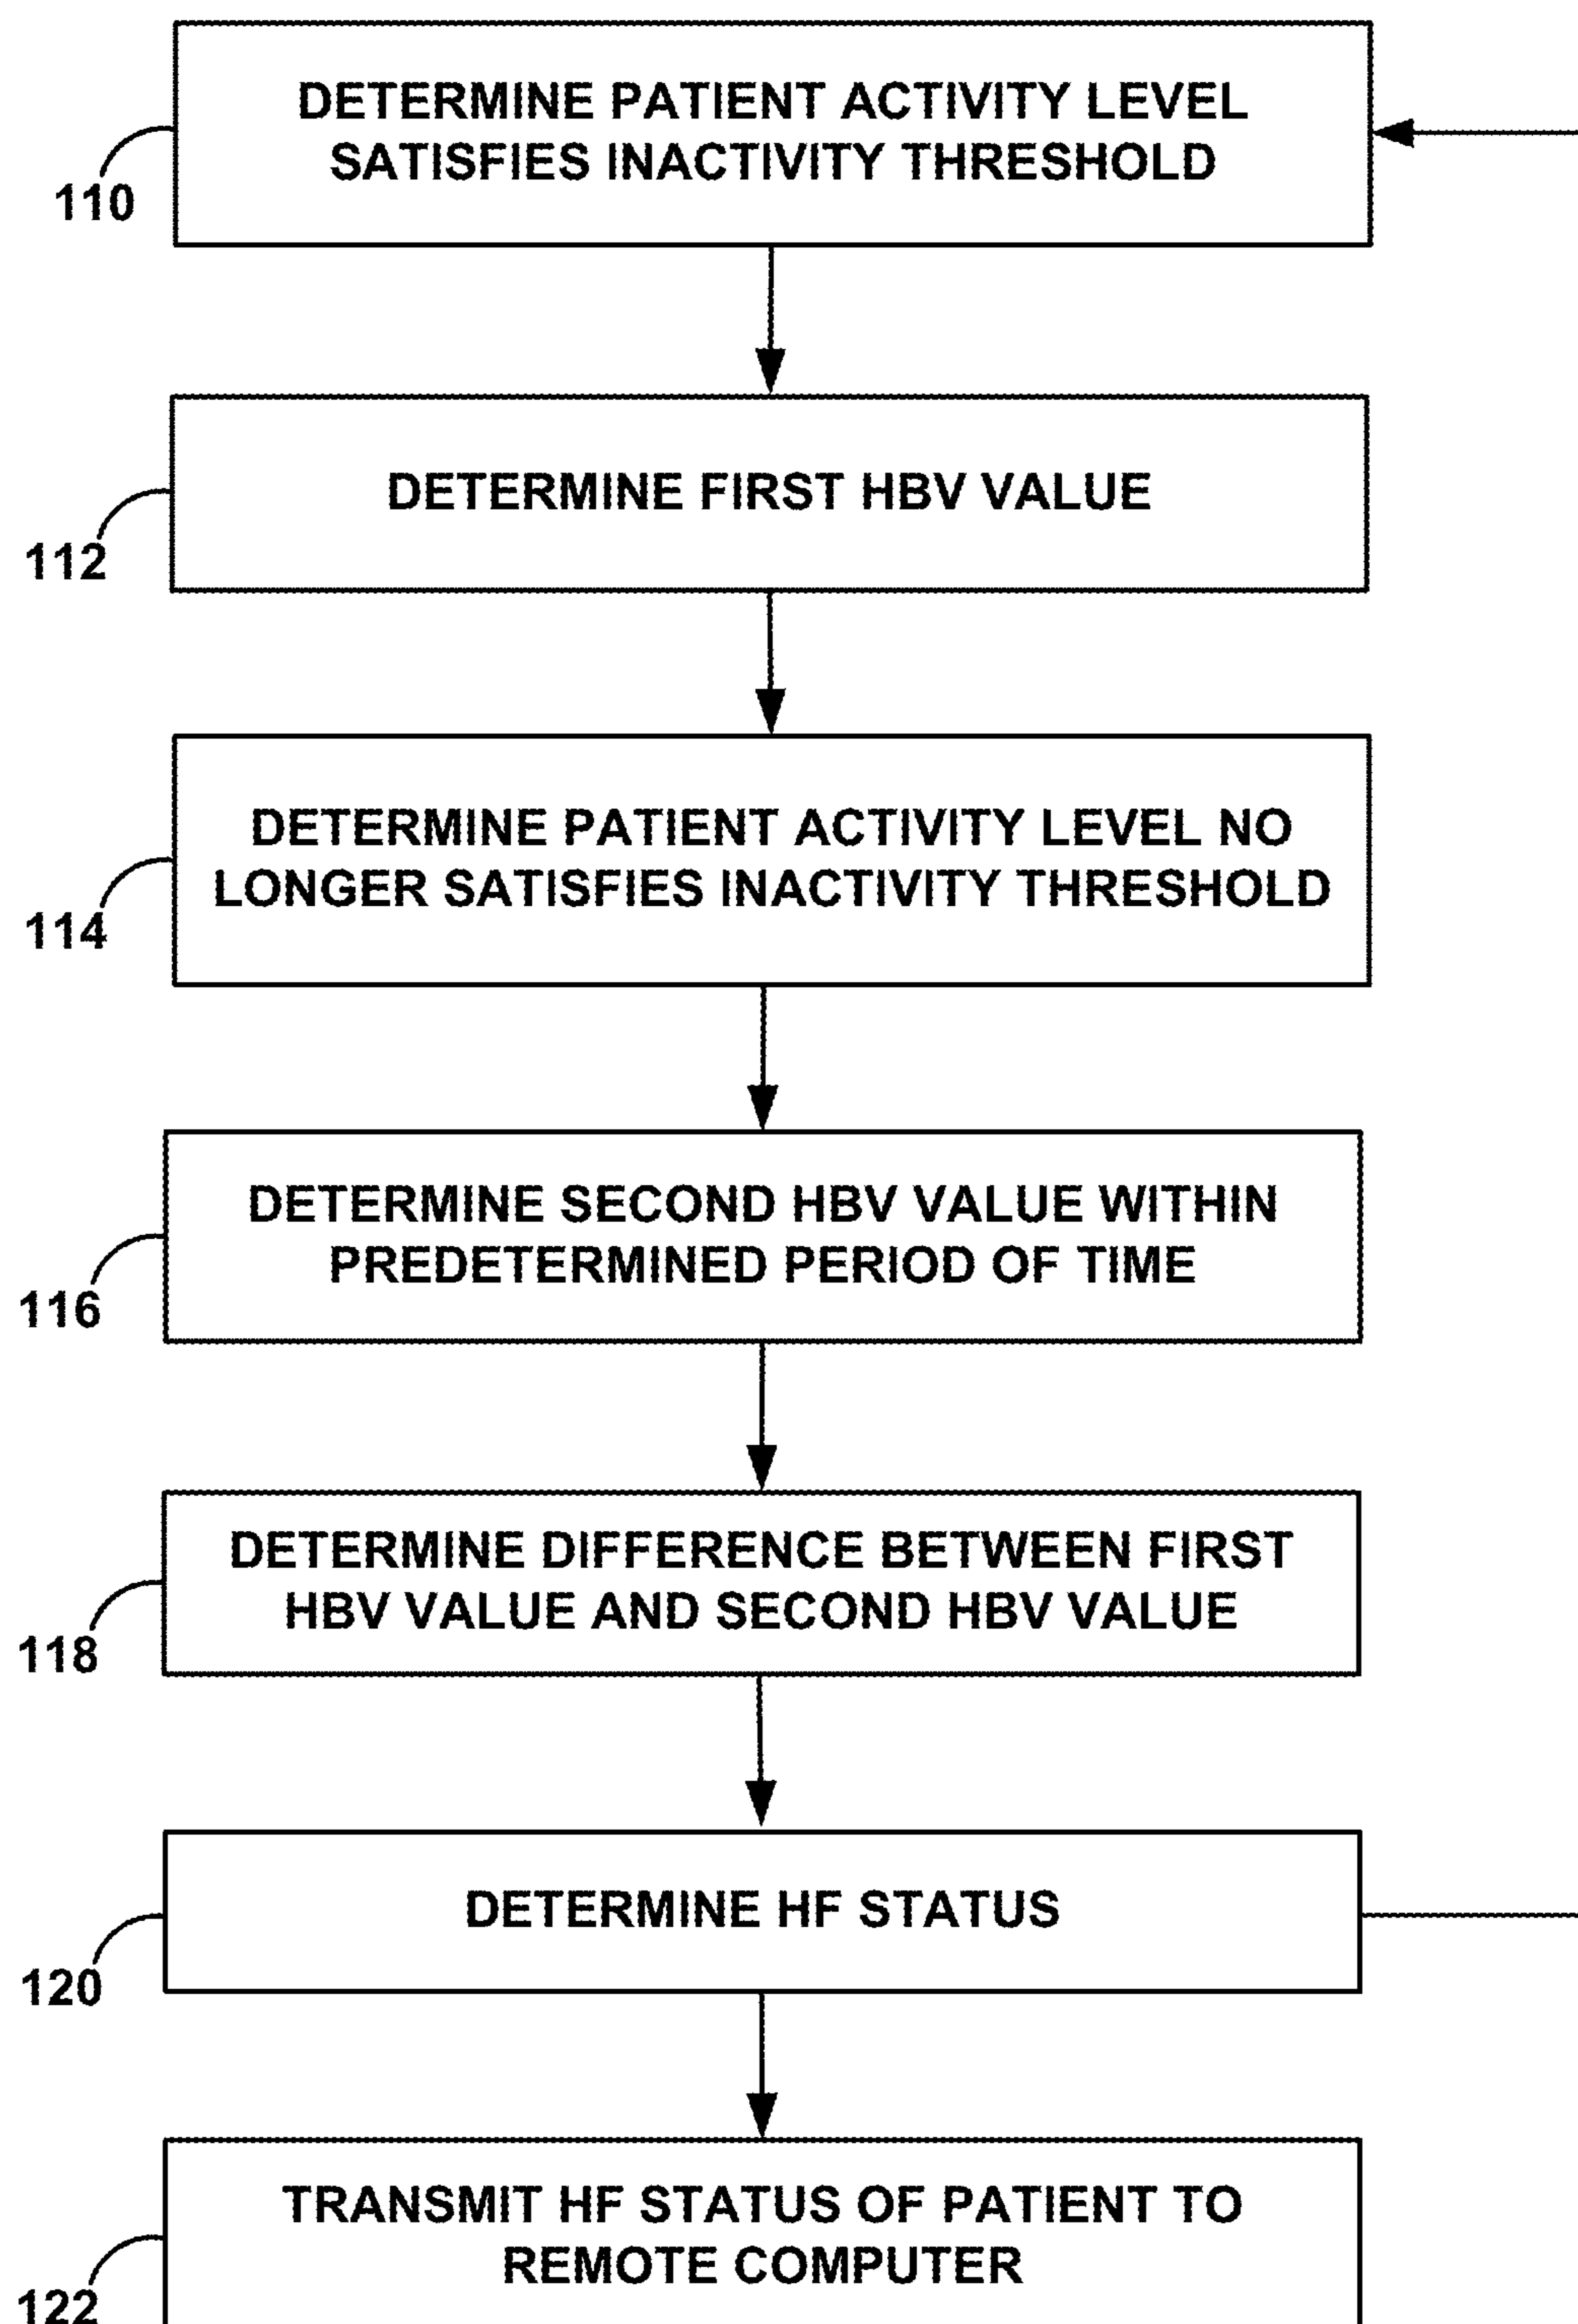 DETERMINE PATIENT ACTIVITY LEVEL
SATISFIES INACTIVITY THRESHOLD
110
DETERMINE FIRST HBV VALUE
112
DETERMINE PATIENT ACTIVITY LEVEL NO
LONGER SATISFIES INACTIVITY THRESHOLD
114
DETERMINE SECOND HBV VALUE WITHIN
PREDETERMINED PERIOD OF TIME
116
DETERMINE DIFFERENCE BETWEEN FIRST
HBV VALUE AND SECOND HBV VALUE
118
DETERMINE HF STATUS
120
TRANSMIT HF STATUS OF PATIENT TO
REMOTE COMPUTER
122